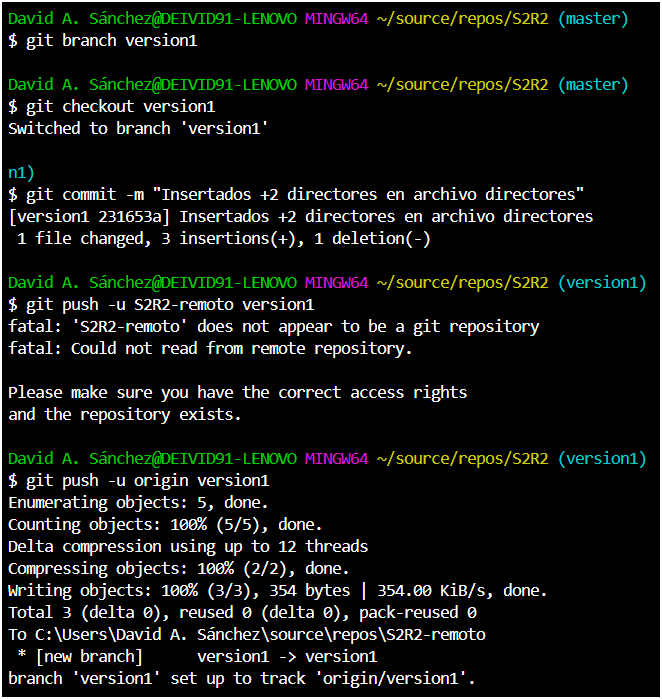 David A. Sánchez@DEIVID91-LENOVO MINGW64 ~/source/repos/S2R2 (master)
$ git branch version1
David A. Sánchez@DEIVID91-LENOVO MINGW64 ~/source/repos/S2R2 (master)
$ git checkout version1
Switched to branch 'version1'
n1)
$ git commit -m "Insertados +2 directores en archivo directores"
[version1 231653a] Insertados +2 directores en archivo directores
 1 file changed, 3 insertions(+), 1 deletion(-)
David A. Sánchez@DEIVID91-LENOVO MINGW64 ~/source/repos/S2R2 (version1)
$ git push -u S2R2-remoto version1
fatal: 'S2R2-remoto' does not appear to be a git repository
fatal: Could not read from remote repository.
Please make sure you have the correct access rights
and the repository exists.
David A. Sánchez@DEIVID91-LENOVO MINGW64 ~/source/repos/S2R2 (version1)
$ git push -u origin version1
Enumerating objects: 5, done.
Counting objects: 100% (5/5), done.
Delta compression using up to 12 threads
Compressing objects: 100% (2/2), done.
Writing objects: 100% (3/3), 354 bytes | 354.00 KiB/s, done.
Total 3 (delta 0), reused 0 (delta 0), pack-reused 0
To C:\Users\David A. Sánchez\source\repos\S2R2-remoto
 * [new branch]      version1 -> version1
branch 'version1' set up to track 'origin/version1'.